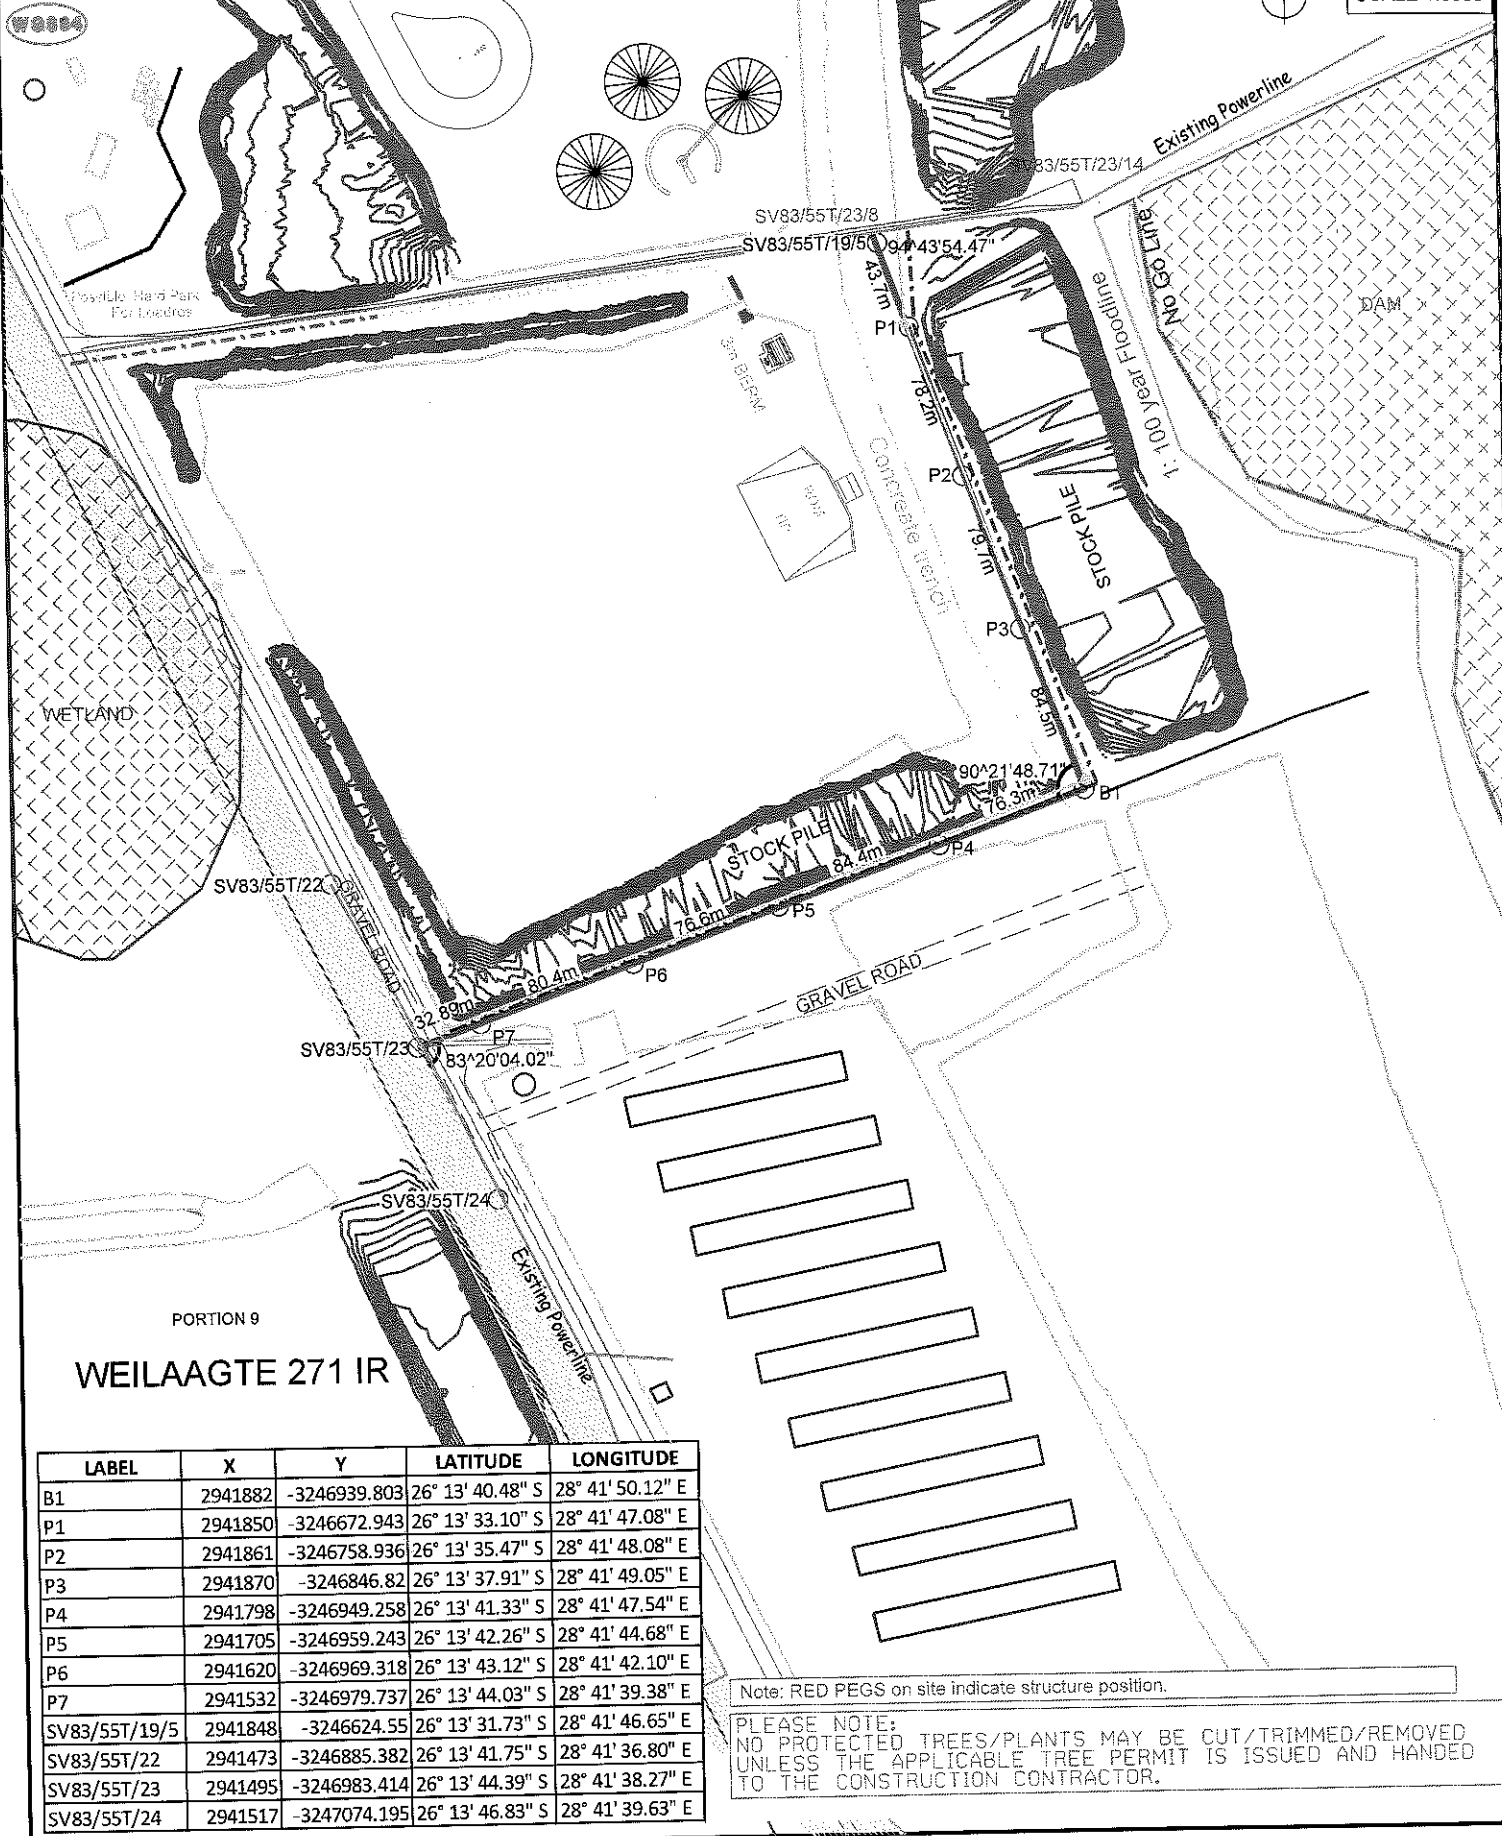 WQ884
Existing Powerline
SV83/55T/23/14
SV83/55T/23/8
SV83/55T/19/5
94^43'54.47"
43.7m
No Go Line
DAM
Possible Hard Park
For Leadros
P1
3m BERM
1: 100 year Floodline
78.2m
Concreate trench
P2
STOCK PILE
79.7m
P3
WETLAND
84.5m
90^21'48.71"
76.3m
B1
STOCK PILE
84.4m
P4
SV83/55T/22
GRAVEL ROAD
76.6m
P5
80.4m
P6
GRAVEL ROAD
32.89m
P7
SV83/55T/23
83^20'04.02"
SV83/55T/24
Existing Powerline
PORTION 9
WEILAAGTE 271 IR
LABEL X Y LATITUDE LONGITUDE
B1 2941882 -3246939.803 26° 13' 40.48" S 28° 41' 50.12" E
P1 2941850 -3246672.943 26° 13' 33.10" S 28° 41' 47.08" E
P2 2941861 -3246758.936 26° 13' 35.47" S 28° 41' 48.08" E
P3 2941870 -3246846.82 26° 13' 37.91" S 28° 41' 49.05" E
P4 2941798 -3246949.258 26° 13' 41.33" S 28° 41' 47.54" E
P5 2941705 -3246959.243 26° 13' 42.26" S 28° 41' 44.68" E
P6 2941620 -3246969.318 26° 13' 43.12" S 28° 41' 42.10" E
P7 2941532 -3246979.737 26° 13' 44.03" S 28° 41' 39.38" E
SV83/55T/19/5 2941848 -3246624.55 26° 13' 31.73" S 28° 41' 46.65" E
SV83/55T/22 2941473 -3246885.382 26° 13' 41.75" S 28° 41' 36.80" E
SV83/55T/23 2941495 -3246983.414 26° 13' 44.39" S 28° 41' 38.27" E
SV83/55T/24 2941517 -3247074.195 26° 13' 46.83" S 28° 41' 39.63" E
Note: RED PEGS on site indicate structure position.
PLEASE NOTE:
NO PROTECTED TREES/PLANTS MAY BE CUT/TRIMMED/REMOVED
UNLESS THE APPLICABLE TREE PERMIT IS ISSUED AND HANDED
TO THE CONSTRUCTION CONTRACTOR.